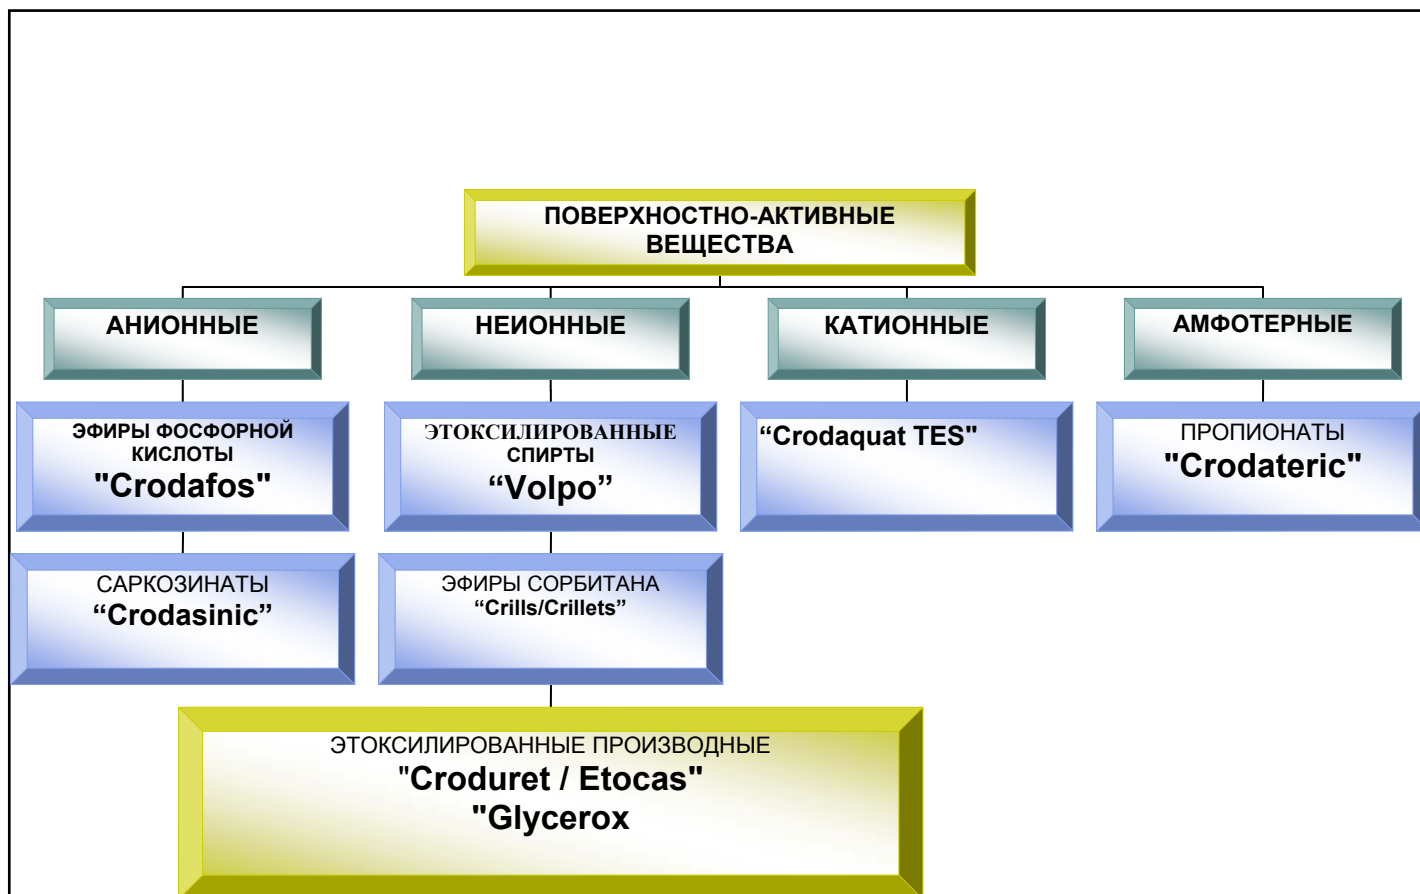 ПОВЕРХНОСТНО-АКТИВНЫЕ
ВЕЩЕСТВА
АНИОННЫЕ
НЕИОННЫЕ
КАТИОННЫЕ
АМФОТЕРНЫЕ
ЭФИРЫ ФОСФОРНОЙ
КИСЛОТЫ
"Crodafos"
ЭТОКСИЛИРОВАННЫЕ
СПИРТЫ
“Volpo”
“Crodaquat TES"
ПРОПИОНАТЫ
"Crodateric"
САРКОЗИНАТЫ
“Crodasinic”
ЭФИРЫ СОРБИТАНА
“Crills/Crillets”
ЭТОКСИЛИРОВАННЫЕ ПРОИЗВОДНЫЕ
"Croduret / Etocas"
"Glycerox